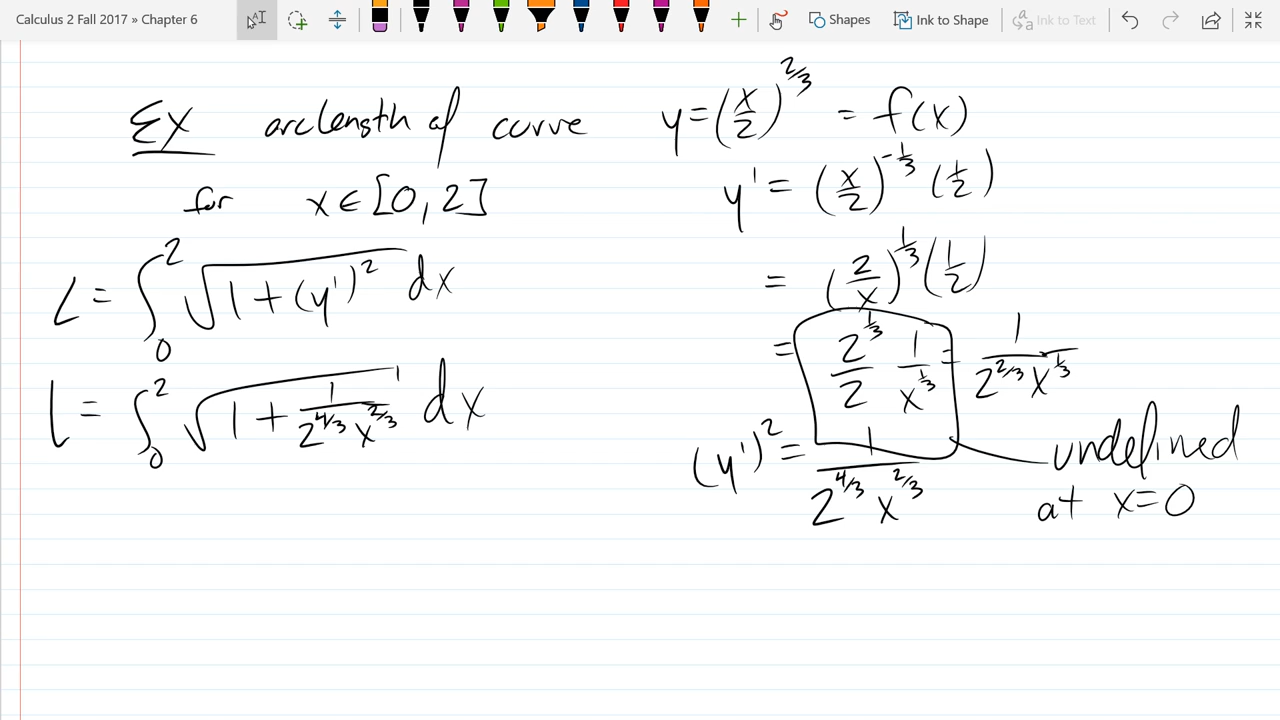 Calculus 2 Fall 2017 » Chapter 6
Shapes
Ink to Shape
Ink to Text
Ex arclength of curve y = (x/2)^(2/3) = f(x)
for x ∈ [0, 2]
y' = (x/2)^(-1/3) (1/2)
= (2/x)^(1/3) (1/2)
L = ∫_0^2 √(1 + (y')^2) dx
= 2^(1/3)/2 1/x^(1/3) = 1/(2^(2/3) x^(1/3))
L = ∫_0^2 √(1 + 1/(2^(4/3) x^(2/3))) dx
(y')^2 = 1/(2^(4/3) x^(2/3))
undefined
at x=0